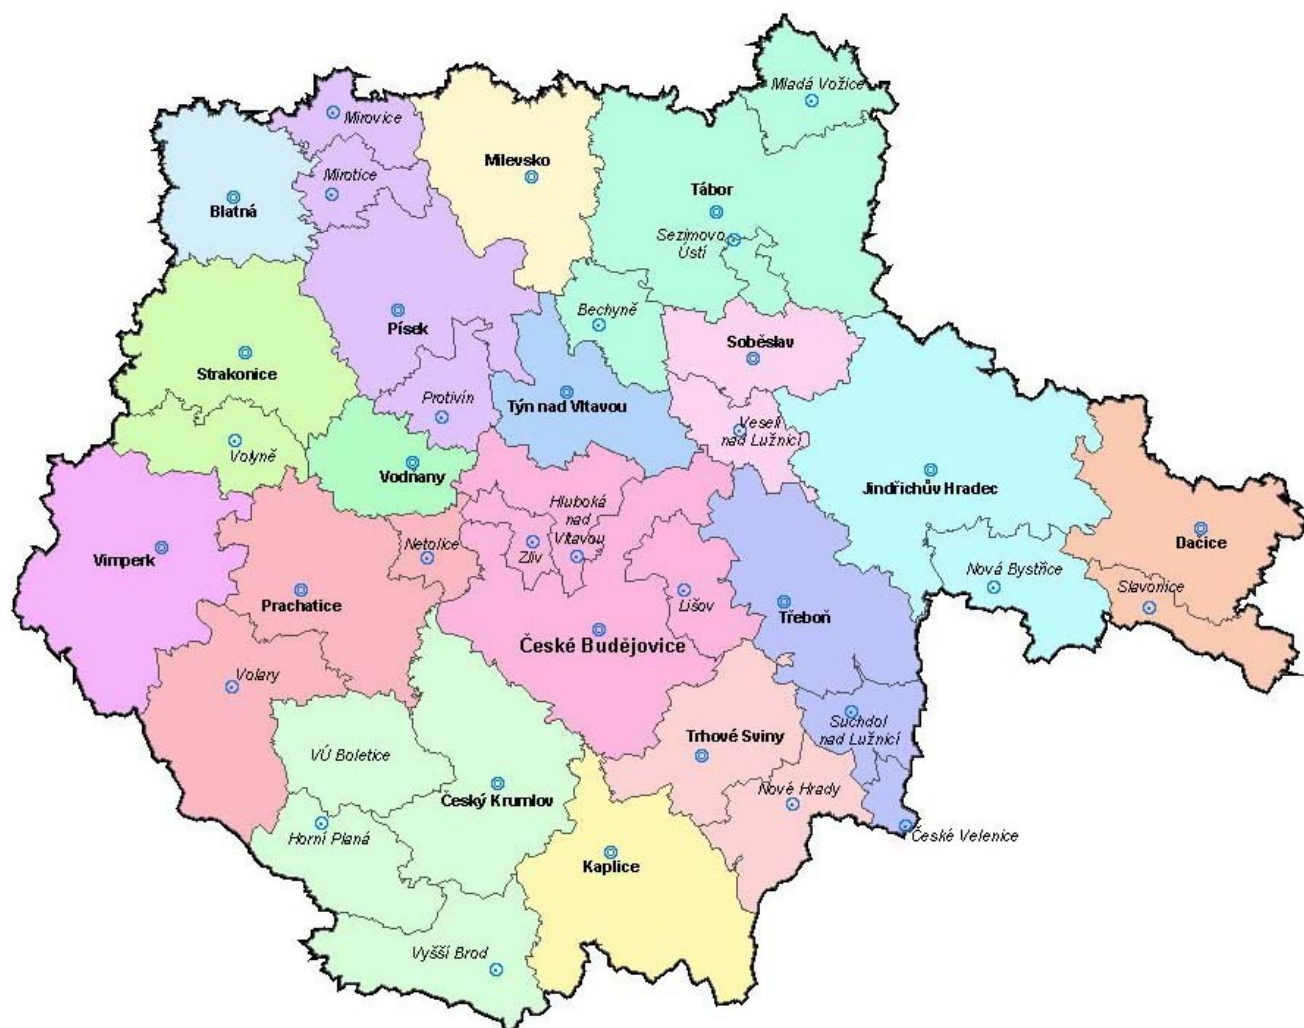 Mladá Vožice
Mirovice
Milevsko
Mirotice
Tábor
Blatná
Sezimovo
Ústí
Bechyně
Písek
Soběslav
Strakonice
Protivín
Týn nad Vltavou
Veselí
nad Lužnicí
Volyně
Vodňany
Jindřichův Hradec
Hluboká
nad
Vltavou
Dačice
Netolice
Zliv
Vimperk
Nová Bystřice
Slavonice
Prachatice
Lišov
Třeboň
České Budějovice
Volary
Suchdol
nad Lužnicí
Trhové Sviny
VÚ Boletice
Nové Hrady
Český Krumlov
Horní Planá
České Velenice
Kaplice
Vyšší Brod